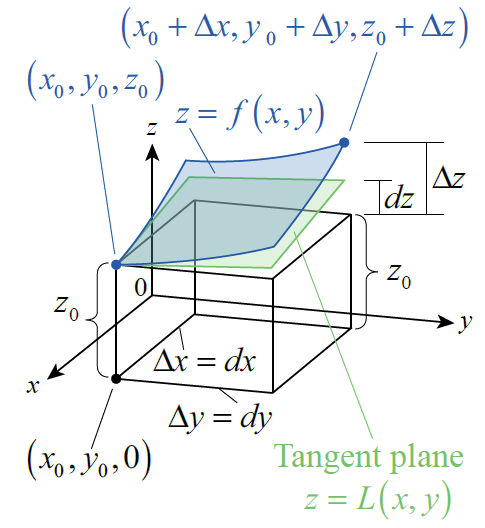 (x₀ + Δx, y₀ + Δy, z₀ + Δz)
(x₀, y₀, z₀)
z = f(x, y)
z
Δz
dz
z₀
0
z₀
y
Δx = dx
x
Δy = dy
(x₀, y₀, 0)
Tangent plane
z = L(x, y)